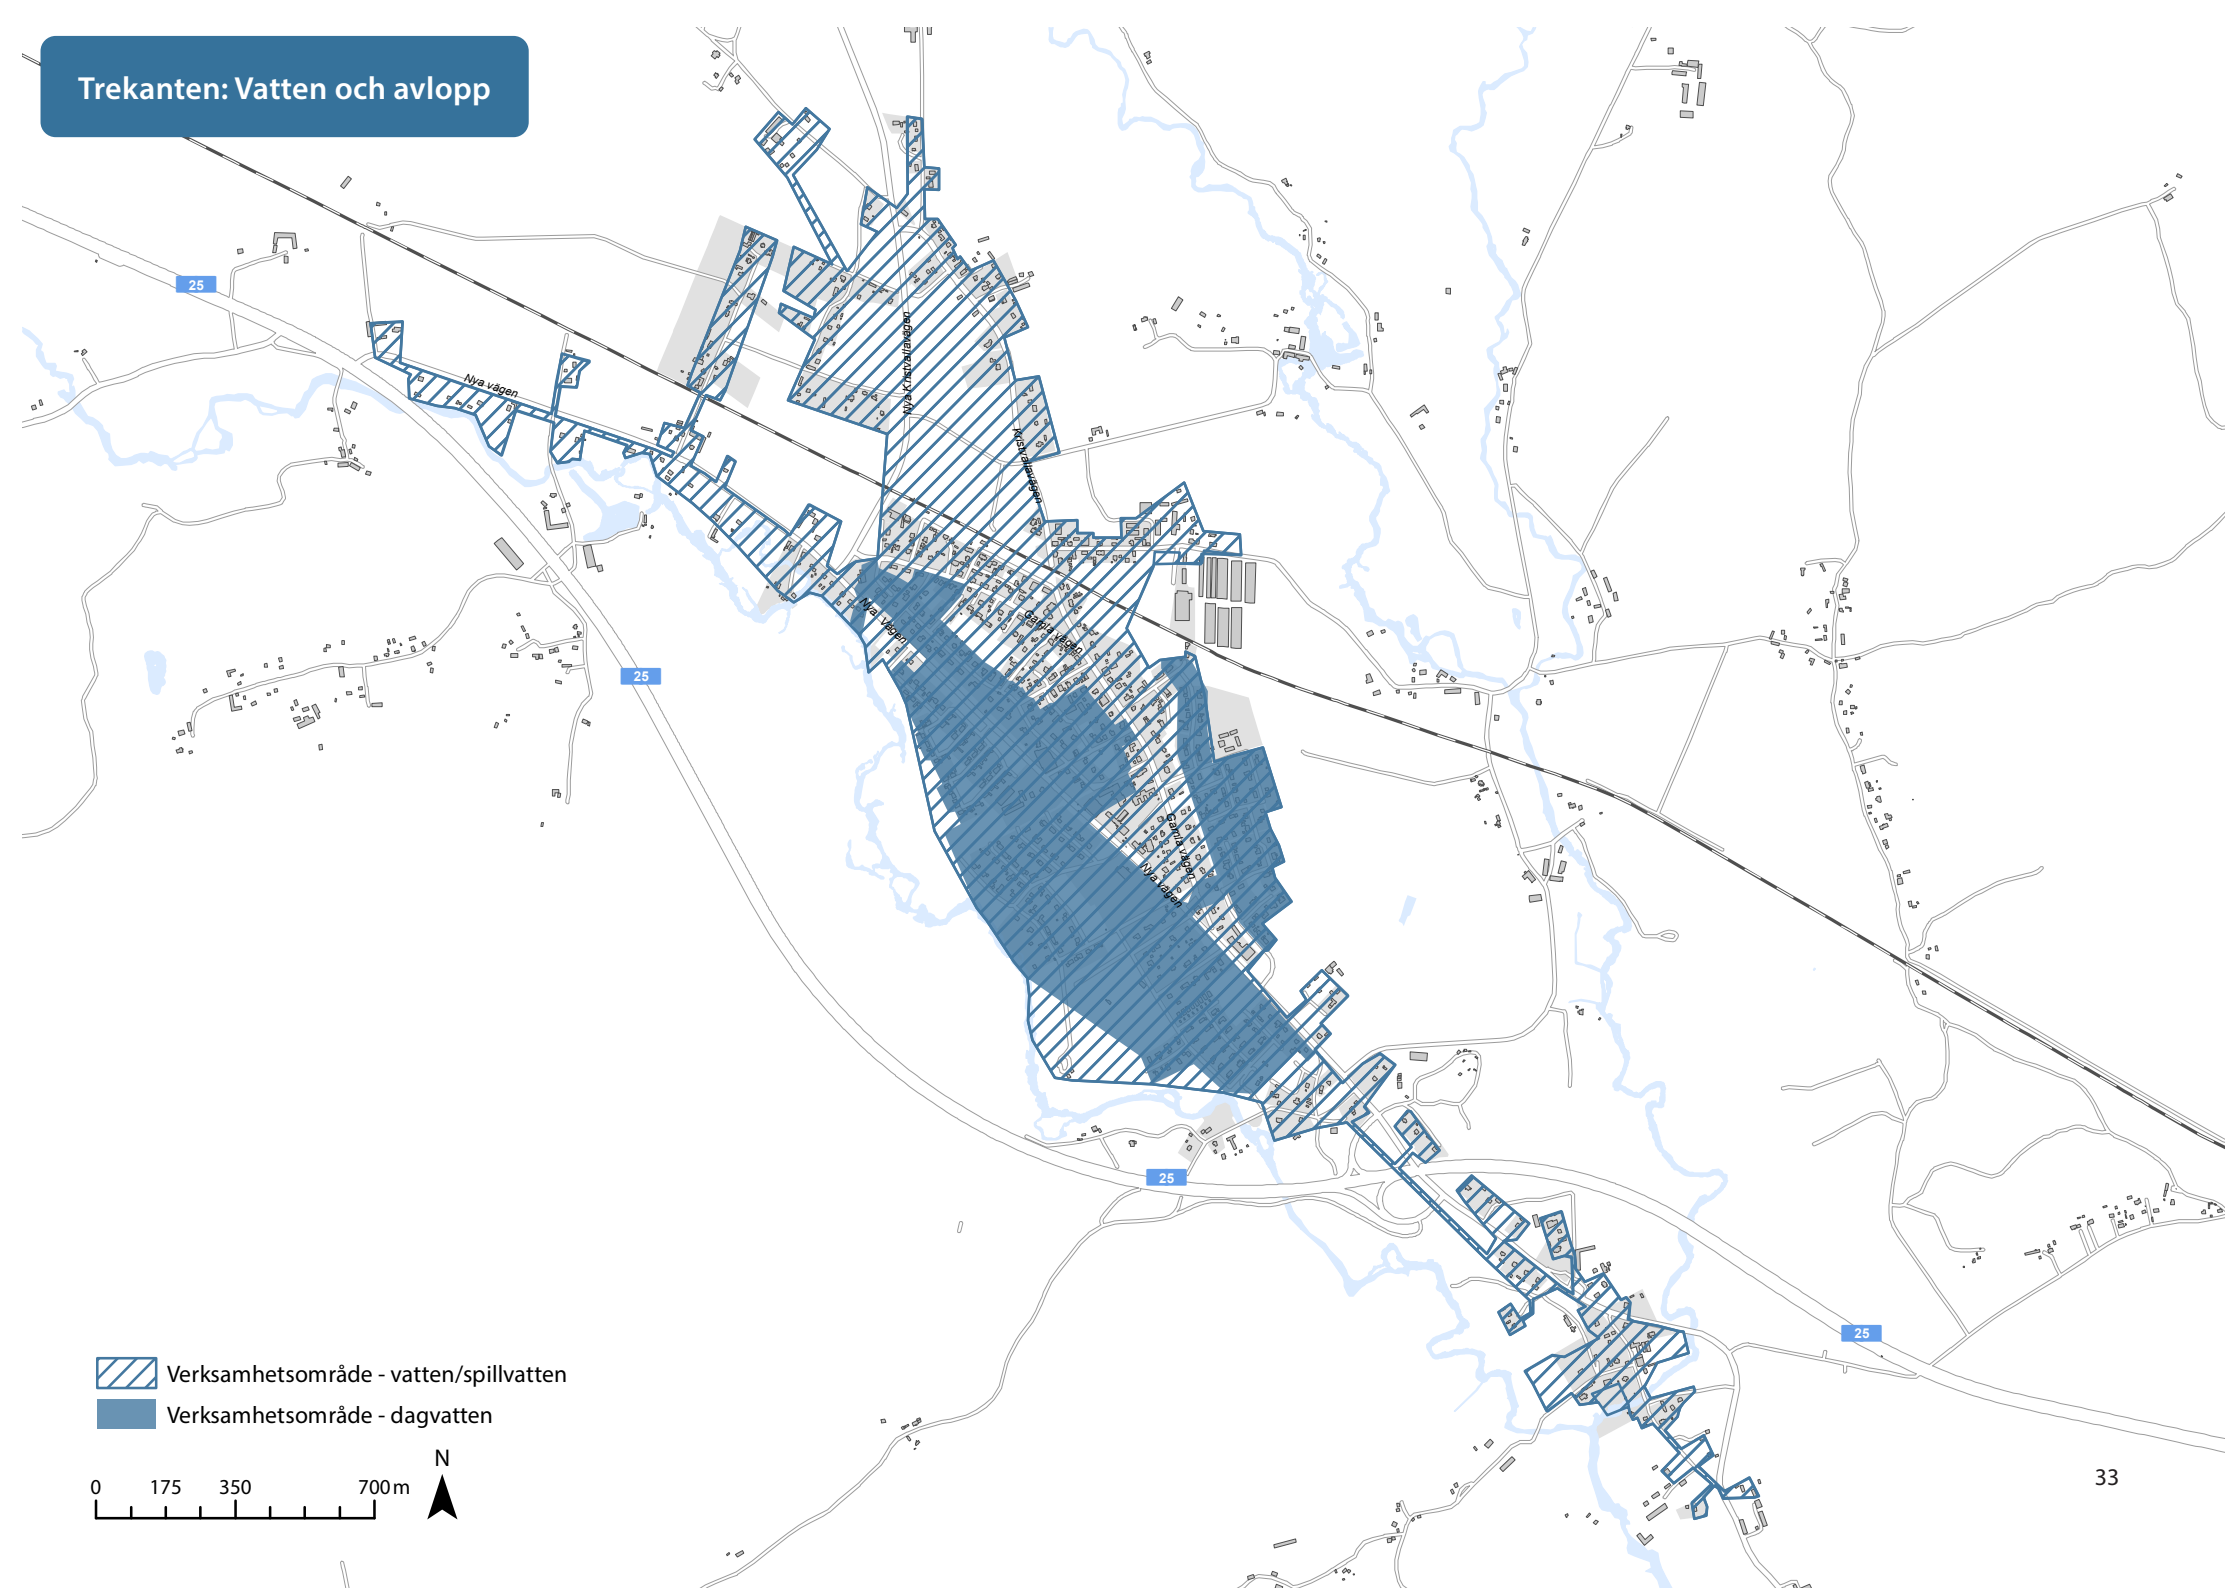 Trekanten: Vatten och avlopp
25
Nya vägen
Nya Kristvallavägen
Kristvallavägen
Nya Vägen
Gamla vägen
25
Gamla vägen
Nya vägen
25
25
Verksamhetsområde - vatten/spillvatten
Verksamhetsområde - dagvatten
N
0 175 350 700 m
33